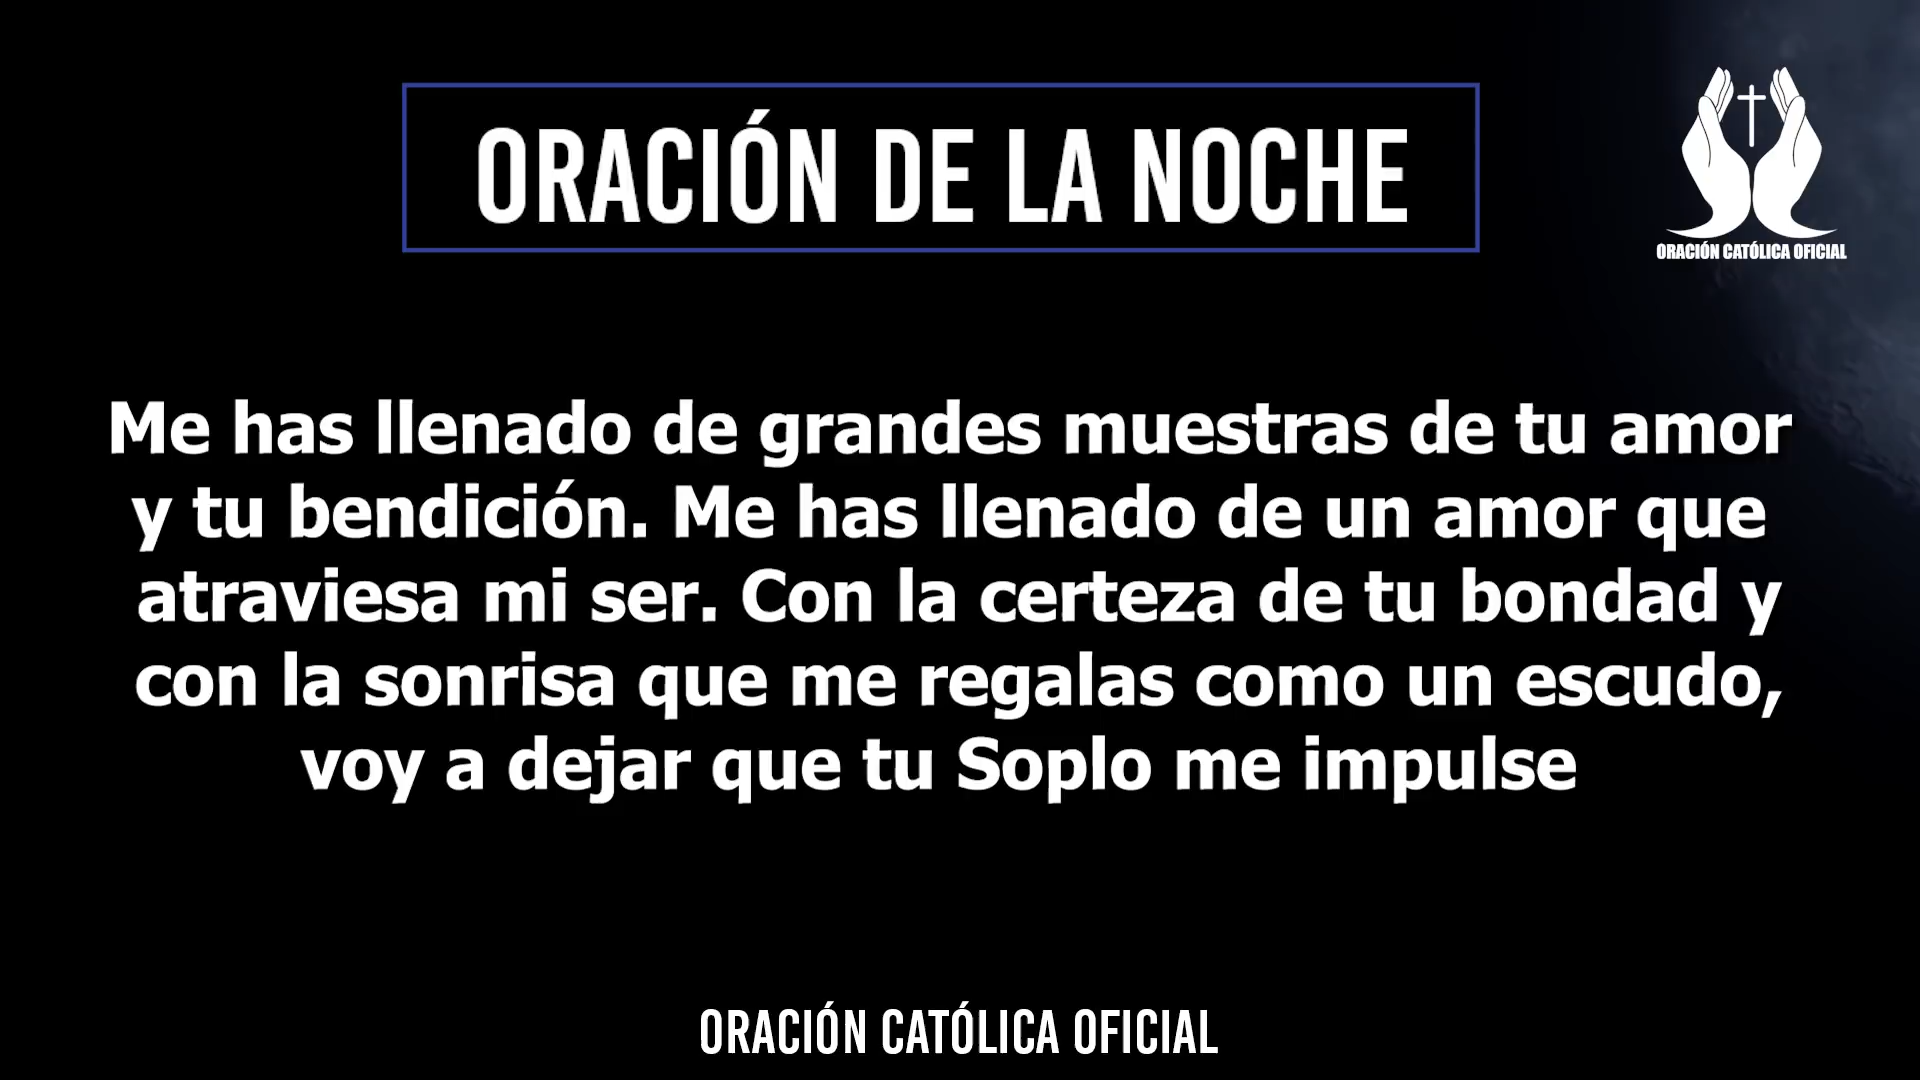 ORACIÓN DE LA NOCHE
ORACIÓN CATÓLICA OFICIAL
Me has llenado de grandes muestras de tu amor
y tu bendición. Me has llenado de un amor que
atraviesa mi ser. Con la certeza de tu bondad y
con la sonrisa que me regalas como un escudo,
voy a dejar que tu Soplo me impulse
ORACIÓN CATÓLICA OFICIAL